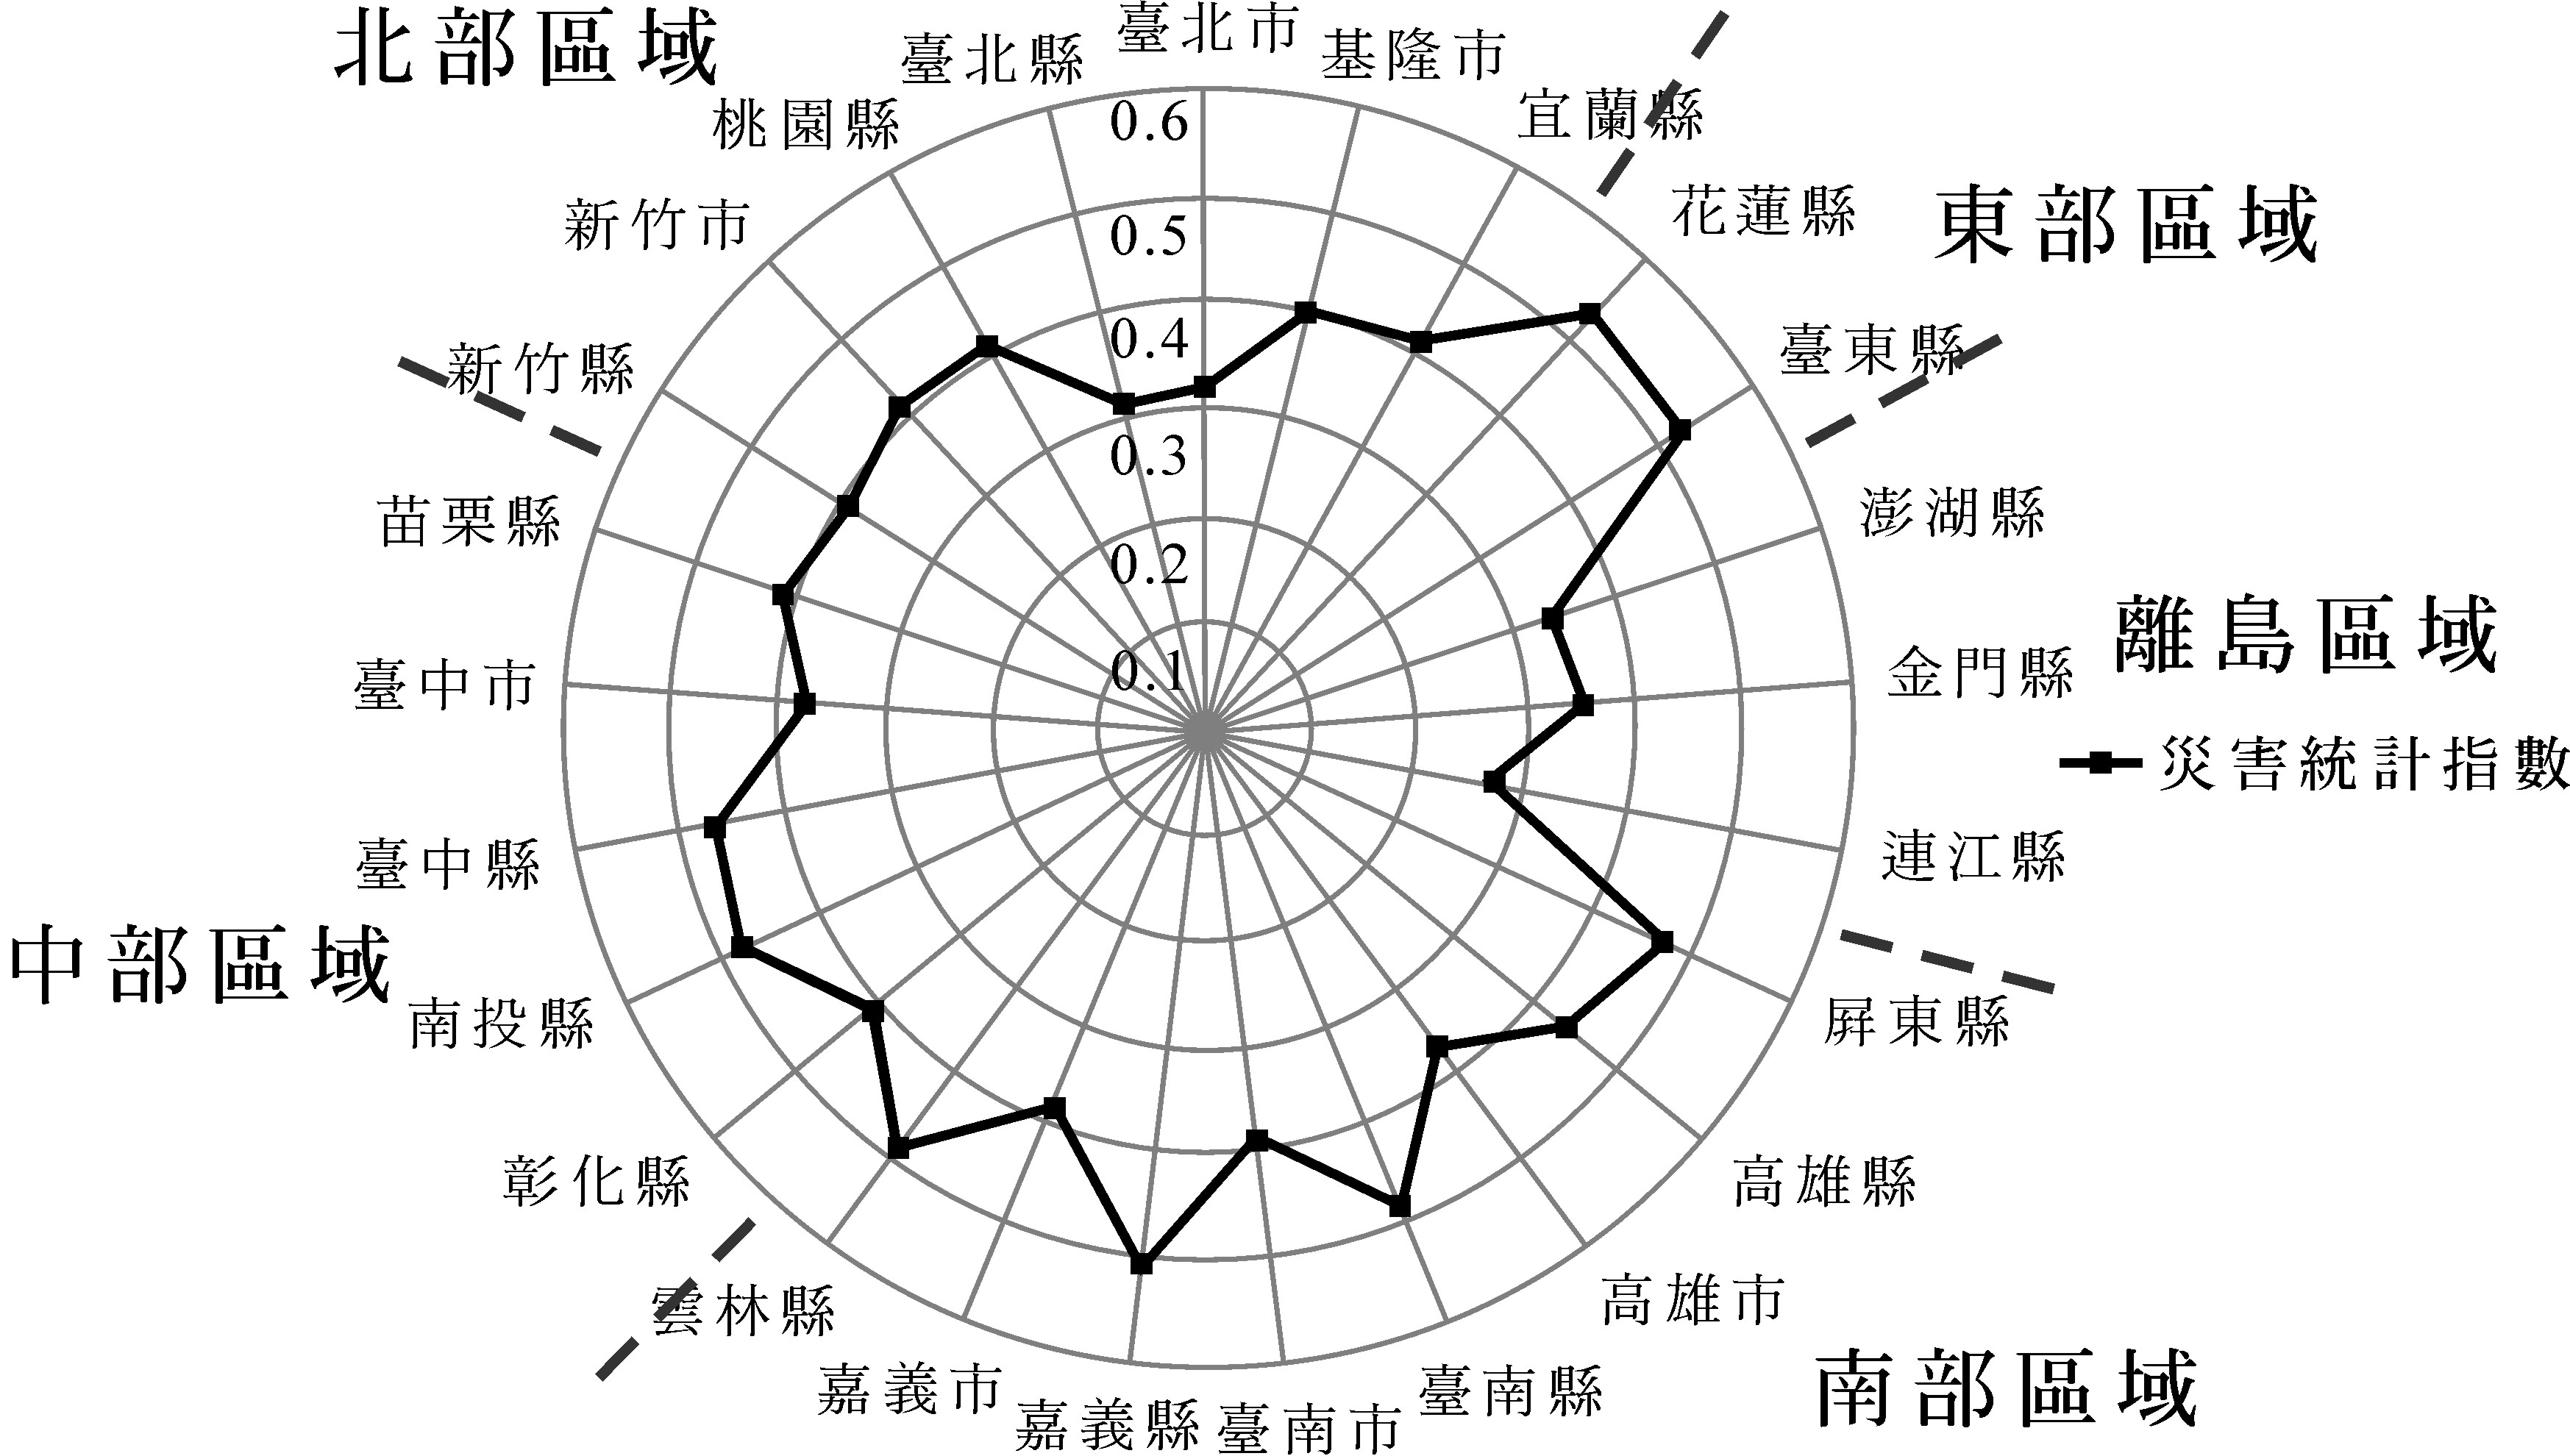 北部區域
臺北縣
臺北市
基隆市
宜蘭縣
桃園縣
新竹市
新竹縣
花蓮縣
東部區域
臺東縣
0.6
0.5
0.4
0.3
0.2
0.1
苗栗縣
澎湖縣
臺中市
金門縣
離島區域
災害統計指數
臺中縣
連江縣
中部區域
南投縣
屏東縣
彰化縣
高雄縣
雲林縣
高雄市
嘉義市
嘉義縣
臺南市
臺南縣
南部區域